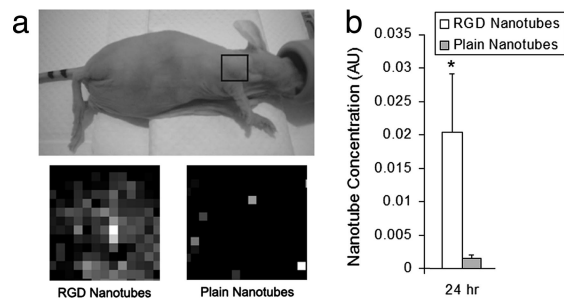 a
RGD Nanotubes
Plain Nanotubes
b
RGD Nanotubes
Plain Nanotubes
Nanotube Concentration (AU)
0.035
0.03
0.025
0.02
0.015
0.01
0.005
0
*
24 hr